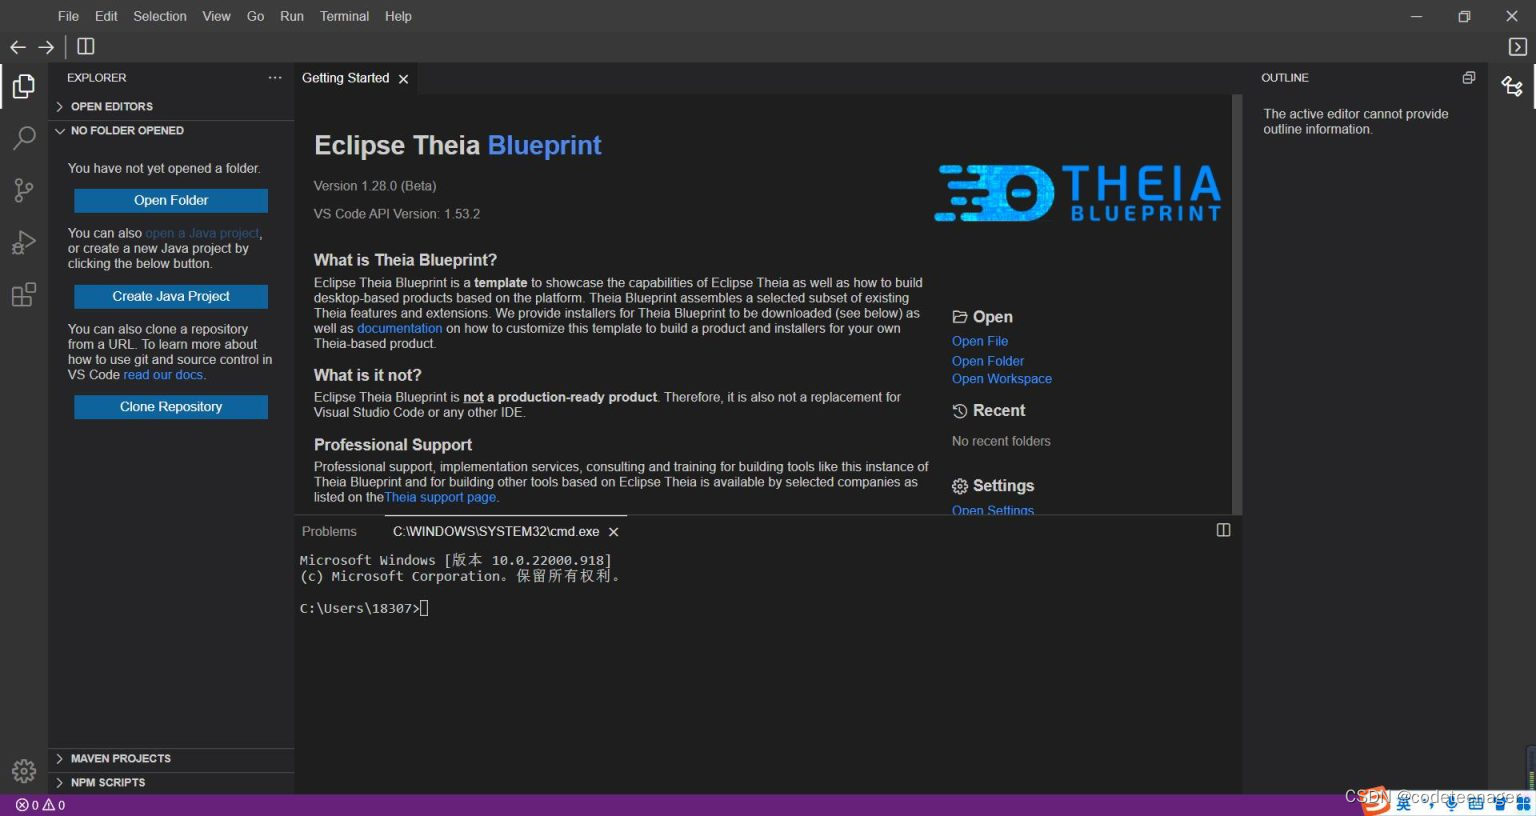 File Edit Selection View Go Run Terminal Help
EXPLORER
OPEN EDITORS
NO FOLDER OPENED
You have not yet opened a folder.
Open Folder
You can also open a Java project,
or create a new Java project by
clicking the below button.
Create Java Project
You can also clone a repository
from a URL. To learn more about
how to use git and source control in
VS Code read our docs.
Clone Repository
MAVEN PROJECTS
NPM SCRIPTS
Getting Started
Eclipse Theia Blueprint
Version 1.28.0 (Beta)
VS Code API Version: 1.53.2
THEIA
BLUEPRINT
What is Theia Blueprint?
Eclipse Theia Blueprint is a template to showcase the capabilities of Eclipse Theia as well as how to build
desktop-based products based on the platform. Theia Blueprint assembles a selected subset of existing
Theia features and extensions. We provide installers for Theia Blueprint to be downloaded (see below) as
well as documentation on how to customize this template to build a product and installers for your own
Theia-based product.
What is it not?
Eclipse Theia Blueprint is not a production-ready product. Therefore, it is also not a replacement for
Visual Studio Code or any other IDE.
Professional Support
Professional support, implementation services, consulting and training for building tools like this instance of
Theia Blueprint and for building other tools based on Eclipse Theia is available by selected companies as
listed on theTheia support page.
Open
Open File
Open Folder
Open Workspace
Recent
No recent folders
Settings
Open Settings
Problems C:\WINDOWS\SYSTEM32\cmd.exe
Microsoft Windows [版本 10.0.22000.918]
(c) Microsoft Corporation。保留所有权利。
C:\Users\18307>
OUTLINE
The active editor cannot provide
outline information.
0 0
CSDN @codeteenager
英